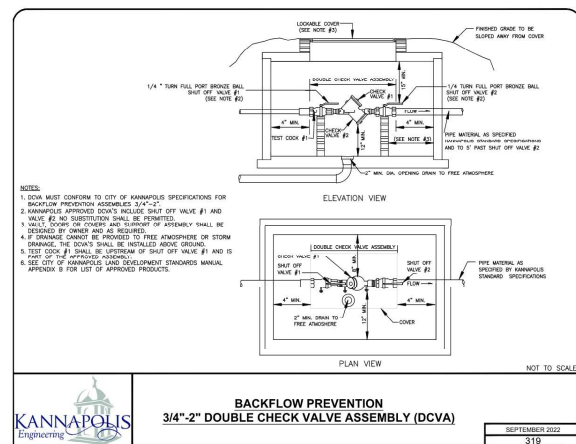 LOCKABLE COVER
(SEE NOTE #3)
FINISHED GRADE TO BE
SLOPED AWAY FROM COVER
DOUBLE CHECK VALVE ASSEMBLY
15" MIN.
1/4 " TURN FULL PORT BRONZE BALL
SHUT OFF VALVE #1
(SEE NOTE #2)
CHECK
VALVE #1
1/4 TURN FULL PORT BRONZE BALL
SHUT OFF VALVE #2
(SEE NOTE #2)
FLOW
4" MIN.
TEST COCK #1
CHECK
VALVE #2
12" MIN.
4" MIN.
(SEE NOTE #3)
PIPE MATERIAL AS SPECIFIED
KANNAPOLIS STANDARD SPECIFICATIONS
AND TO 5' PAST SHUT OFF VALVE #2
2" MIN. DIA. OPENING DRAIN TO FREE ATMOSPHERE
ELEVATION VIEW
NOTES:
1. DCVA MUST CONFORM TO CITY OF KANNAPOLIS SPECIFICATIONS FOR
BACKFLOW PREVENTION ASSEMBLIES 3/4"-2".
2. KANNAPOLIS APPROVED DCVA'S INCLUDE SHUT OFF VALVE #1 AND
VALVE #2 NO SUBSTITUTION SHALL BE PERMITTED.
3. VAULT, DOORS OR COVERS AND SUPPORT OF ASSEMBLY SHALL BE
DESIGNED BY OWNER AND AS REQUIRED.
4. IF DRAINAGE CANNOT BE PROVIDED TO FREE ATMOSPHERE OR STORM
DRAINAGE, THE DCVA'S SHALL BE INSTALLED ABOVE GROUND.
5. TEST COCK #1 SHALL BE UPSTREAM OF SHUT OFF VALVE #1 AND IS
PART OF THE APPROVED ASSEMBLY.
6. SEE CITY OF KANNAPOLIS LAND DEVELOPMENT STANDARDS MANUAL
APPENDIX B FOR LIST OF APPROVED PRODUCTS.
DOUBLE CHECK VALVE ASSEMBLY
CHECK VALVE #1
MIN.
SHUT OFF
VALVE #1
SHUT OFF
VALVE #2
FLOW
PIPE MATERIAL AS
SPECIFIED BY KANNAPOLIS
STANDARD SPECIFICATIONS
4" MIN.
4" MIN.
12" MIN.
2" MIN. DRAIN TO
FREE ATMOSHERE
COVER
PLAN VIEW
NOT TO SCALE
KANNAPOLIS
Engineering
BACKFLOW PREVENTION
3/4"-2" DOUBLE CHECK VALVE ASSEMBLY (DCVA)
SEPTEMBER 2022
319